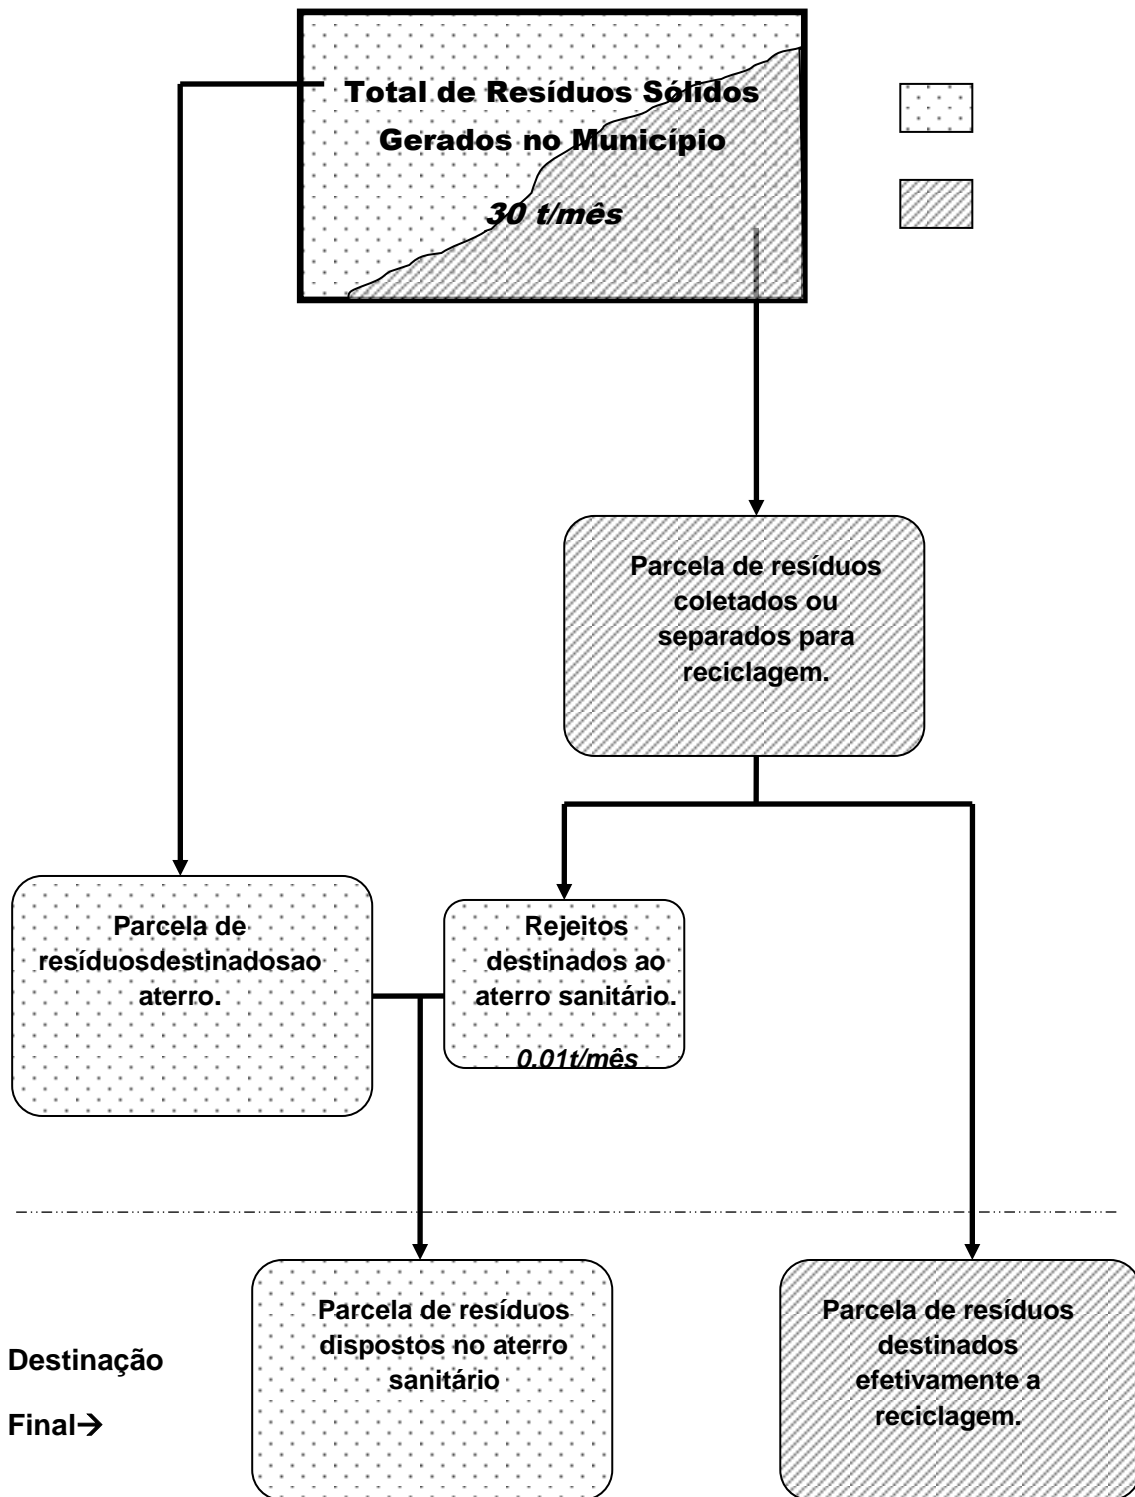 Total de Resíduos Sólidos
Gerados no Município
30 t/mês
Parcela de resíduos
coletados ou
separados para
reciclagem.
Parcela de
resíduosdestinadosao
aterro.
Rejeitos
destinados ao
aterro sanitário.
0,01t/mês
Parcela de resíduos
dispostos no aterro
sanitário
Parcela de resíduos
destinados
efetivamente a
reciclagem.
Destinação
Final→